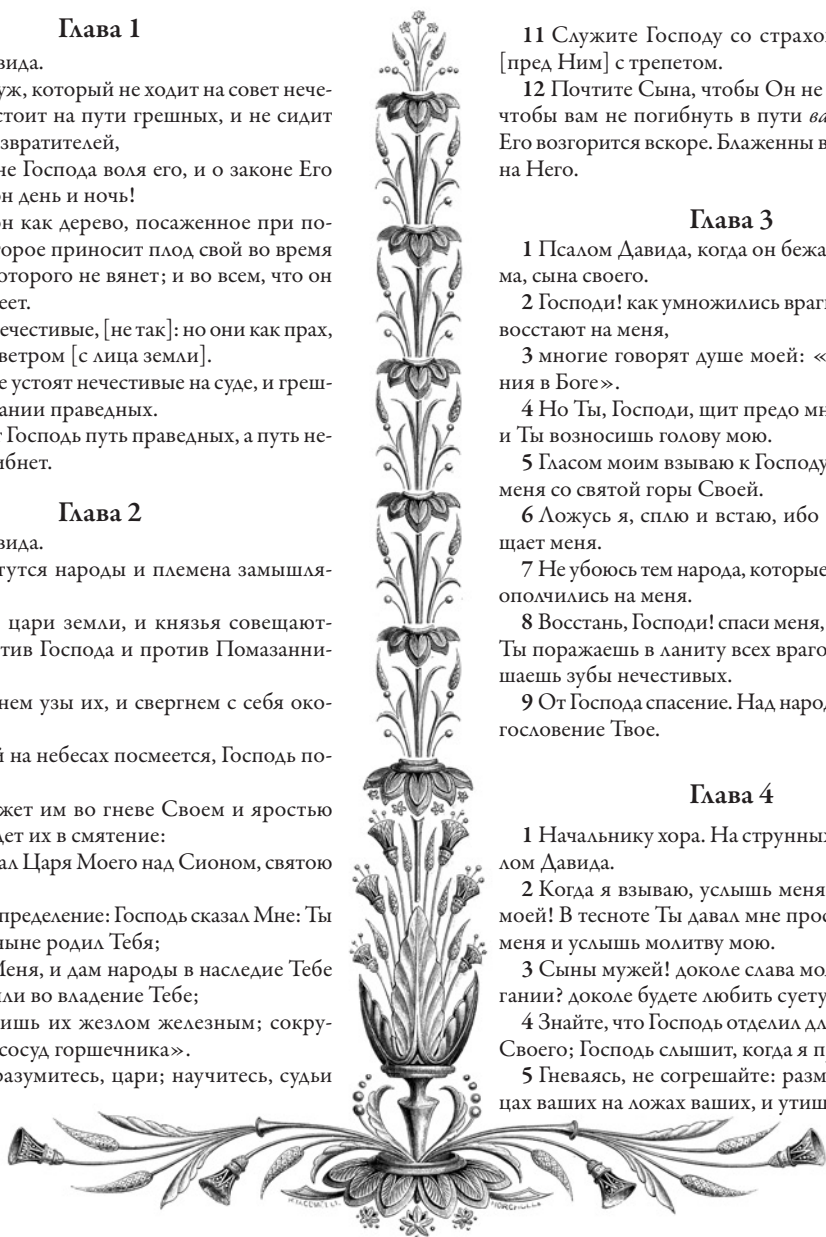 Глава 1
вида.
уж, который не ходит на совет нече-
стоит на пути грешных, и не сидит
звратителей,
не Господа воля его, и о законе Его
он день и ночь!
он как дерево, посаженное при по-
торое приносит плод свой во время
которого не вянет; и во всем, что он
еет.
ечестивые, [не так]: но они как прах,
ветром [с лица земли].
е устоят нечестивые на суде, и греш-
ании праведных.
т Господь путь праведных, а путь не-
ибнет.
Глава 2
вида.
тутся народы и племена замышля-
цари земли, и князья совещают-
тив Господа и против Помазанни-
нем узы их, и свергнем с себя око-
й на небесах посмеется, Господь по-
жет им во гневе Своем и яростью
дет их в смятение:
ал Царя Моего над Сионом, святою
пределение: Господь сказал Мне: Ты
ныне родил Тебя;
Меня, и дам народы в наследие Тебе
ли во владение Тебе;
ишь их жезлом железным; сокру-
сосуд горшечника».
разумитесь, цари; научитесь, судьи
11 Служите Господу со страхо
[пред Ним] с трепетом.
12 Почтите Сына, чтобы Он не
чтобы вам не погибнуть в пути ва
Его возгорится вскоре. Блаженны в
на Него.
Глава 3
1 Псалом Давида, когда он бежа
ма, сына своего.
2 Господи! как умножились враг
восстают на меня,
3 многие говорят душе моей: «
ния в Боге».
4 Но Ты, Господи, щит предо мн
и Ты возносишь голову мою.
5 Гласом моим взываю к Господу
меня со святой горы Своей.
6 Ложусь я, сплю и встаю, ибо
щает меня.
7 Не убоюсь тем народа, которые
ополчились на меня.
8 Восстань, Господи! спаси меня,
Ты поражаешь в ланиту всех враго
шаешь зубы нечестивых.
9 От Господа спасение. Над наро
гословение Твое.
Глава 4
1 Начальнику хора. На струнных
лом Давида.
2 Когда я взываю, услышь меня
моей! В тесноте Ты давал мне прос
меня и услышь молитву мою.
3 Сыны мужей! доколе слава мо
гании? доколе будете любить суету
4 Знайте, что Господь отделил дл
Своего; Господь слышит, когда я п
5 Гневаясь, не согрешайте: разм
цах ваших на ложах ваших, и утиш